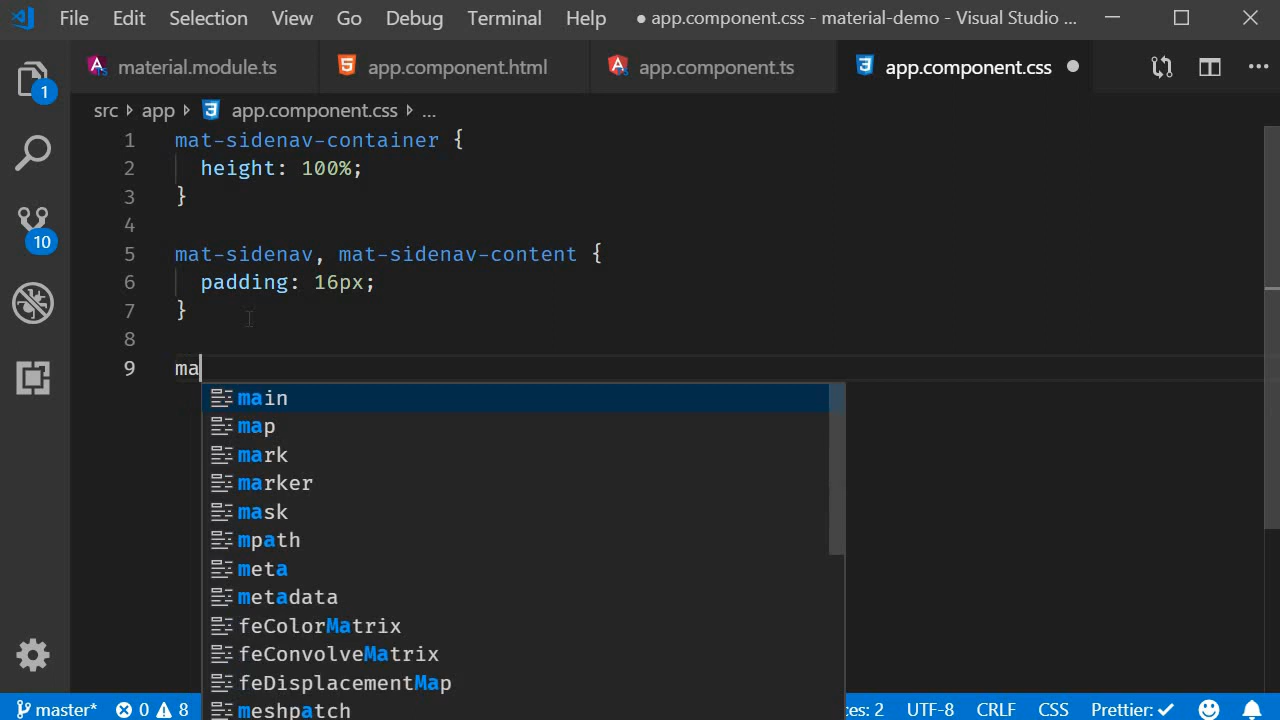 File Edit Selection View Go Debug Terminal Help ● app.component.css - material-demo - Visual Studio ...
material.module.ts app.component.html app.component.ts app.component.css ●
src app app.component.css ...
1 mat-sidenav-container {
2 height: 100%;
3 }
4
5 mat-sidenav, mat-sidenav-content {
6 padding: 16px;
7 }
8
9 ma
main
map
mark
marker
mask
mpath
meta
metadata
feColorMatrix
feConvolveMatrix
feDisplacementMap
meshpatch
1
10
master* 0 8 2 UTF-8 CRLF CSS Prettier: ✓